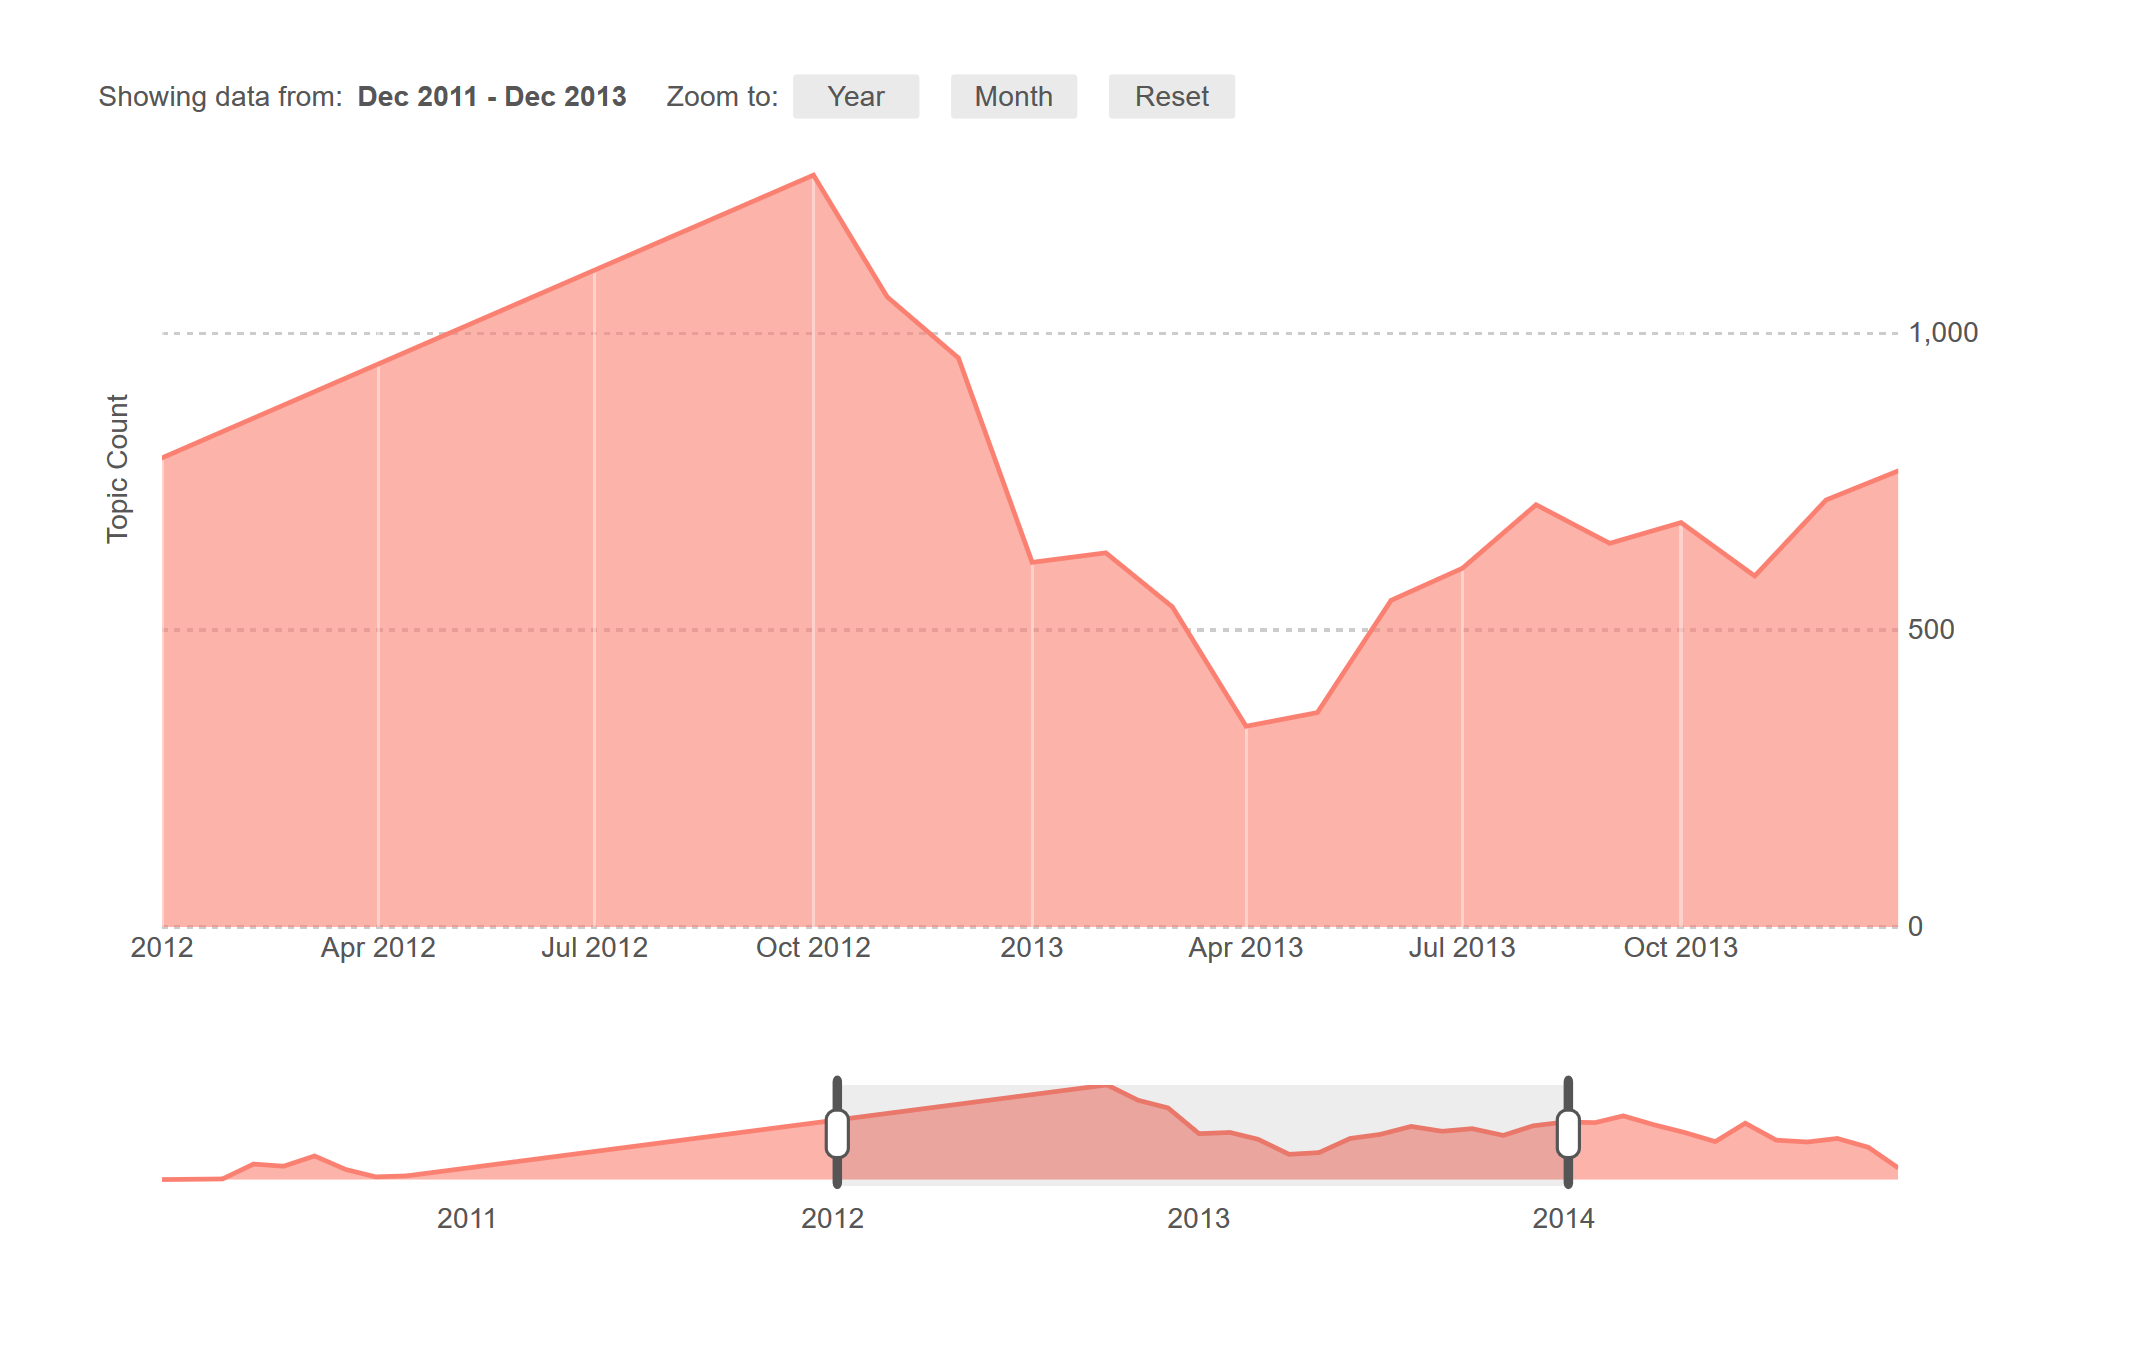 Showing data from: Dec 2011 - Dec 2013 Zoom to: Year Month Reset
Topic Count
1,000
500
0
2012 Apr 2012 Jul 2012 Oct 2012 2013 Apr 2013 Jul 2013 Oct 2013
2011 2012 2013 2014